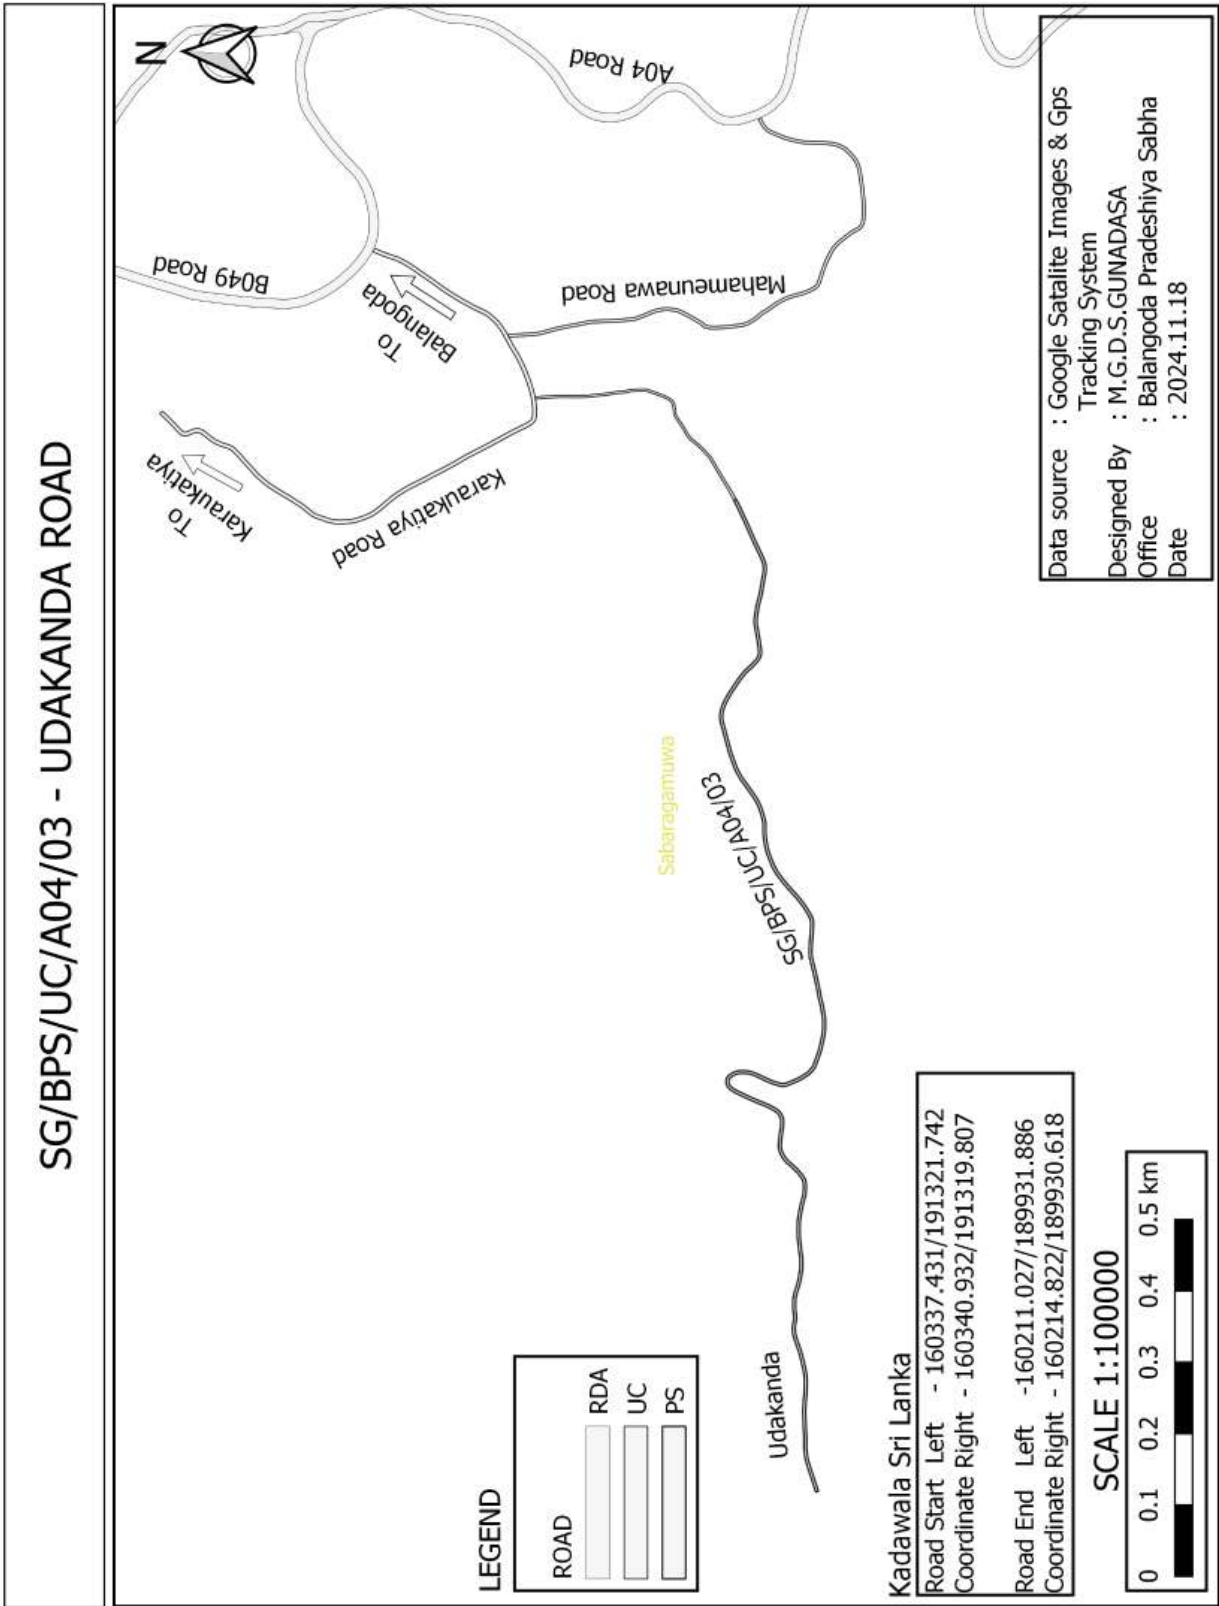 SG/BPS/UC/A04/03 - UDAKANDA ROAD
N
A04 Road
B049 Road
To
Balangoda
Mahameunawa Road
To
Karaukatiya
Karaukatiya Road
Sabaragamuwa
SG/BPS/UC/A04/03
Udakanda
LEGEND
ROAD
RDA
UC
PS
Kadawala Sri Lanka
Road Start Left - 160337.431/191321.742
Coordinate Right - 160340.932/191319.807
Road End Left -160211.027/189931.886
Coordinate Right - 160214.822/189930.618
SCALE 1:100000
0 0.1 0.2 0.3 0.4 0.5 km
Data source : Google Satalite Images & Gps
Tracking System
Designed By : M.G.D.S.GUNADASA
Office : Balangoda Pradeshiya Sabha
Date : 2024.11.18